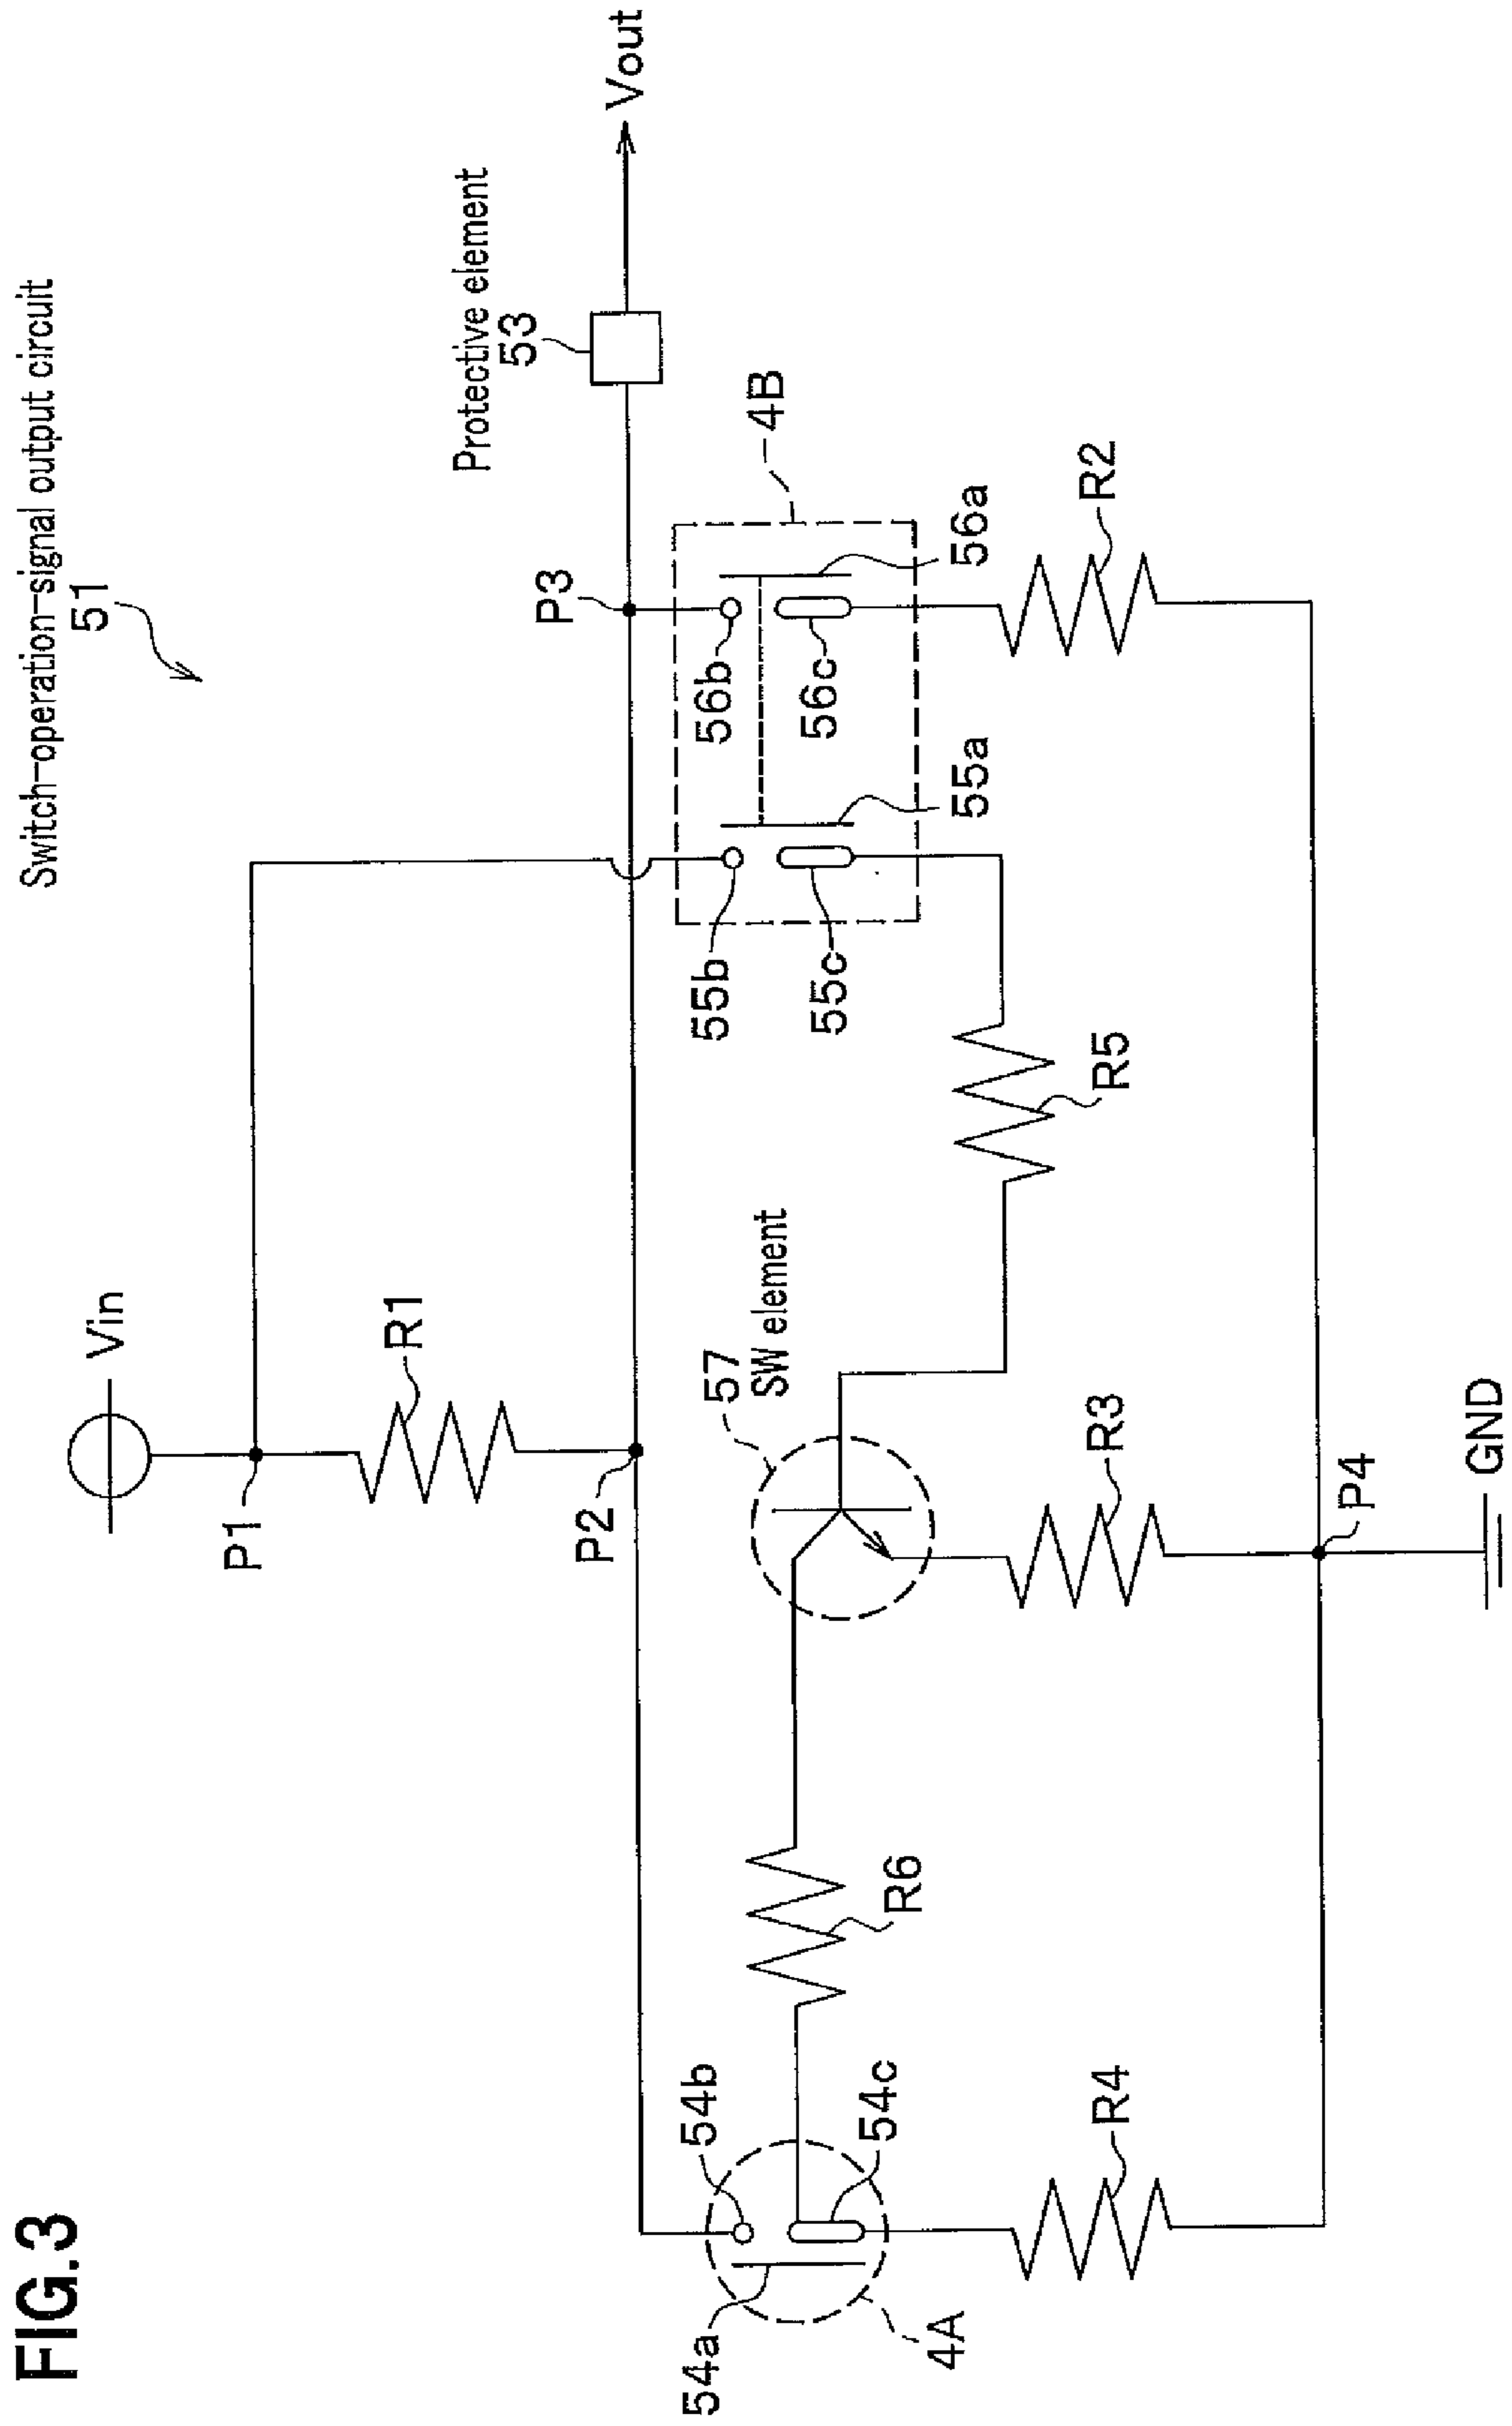 FIG.3
Switch-operation-signal output circuit
51
Vin
P1
R1
P2
P3
Protective element
53
Vout
54a
54b
54c
4A
R6
57
SW element
55b
55c
55a
56b
56c
56a
4B
R4
R3
R5
R2
P4
GND